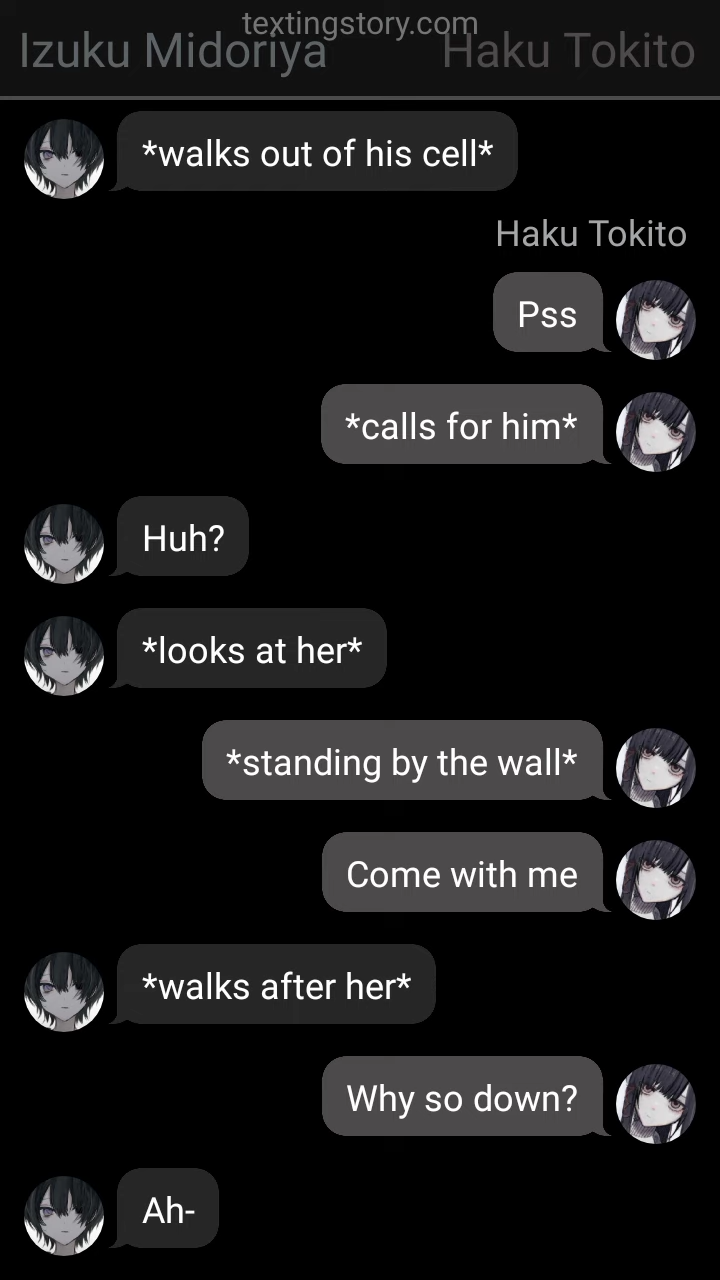 textingstory.com
Izuku Midoriya Haku Tokito
*walks out of his cell*
Haku Tokito
Pss
*calls for him*
Huh?
*looks at her*
*standing by the wall*
Come with me
*walks after her*
Why so down?
Ah-